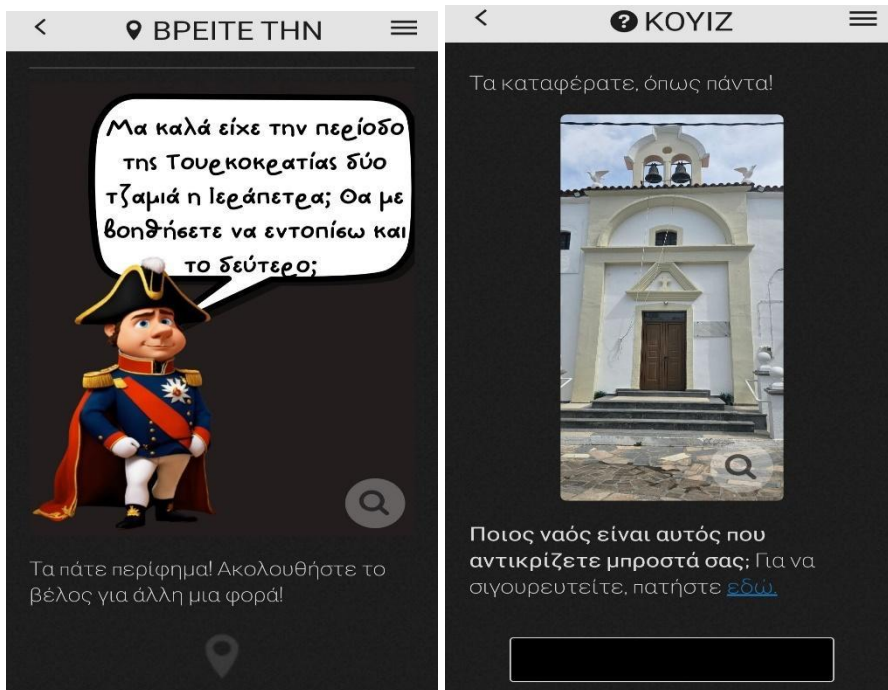 ΒΡΕΙΤΕ ΤΗΝ
Μα καλά είχε την περίοδο
της Τουρκοκρατίας δύο
τζαμιά η Ιεράπετρα; Θα με
βοηθήσετε να εντοπίσω και
το δεύτερο;
Τα πάτε περίφημα! Ακολουθήστε το
βέλος για άλλη μια φορά!
? ΚΟΥΙΖ
Τα καταφέρατε, όπως πάντα!
Ποιος ναός είναι αυτός που
αντικρίζετε μπροστά σας; Για να
σιγουρευτείτε, πατήστε εδώ.